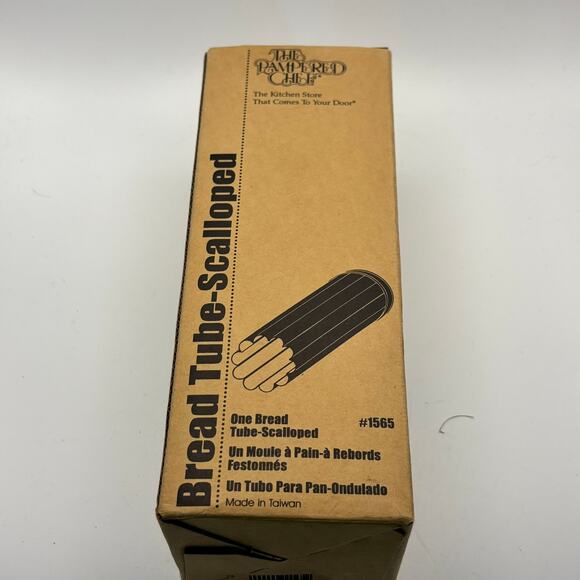 THE
PAMPERED
CHEF®
The Kitchen Store
That Comes To Your Door®
Bread Tube-Scalloped
One Bread
Tube-Scalloped
#1565
Un Moule à Pain-à Rebords
Festonnés
Un Tubo Para Pan-Ondulado
Made in Taiwan